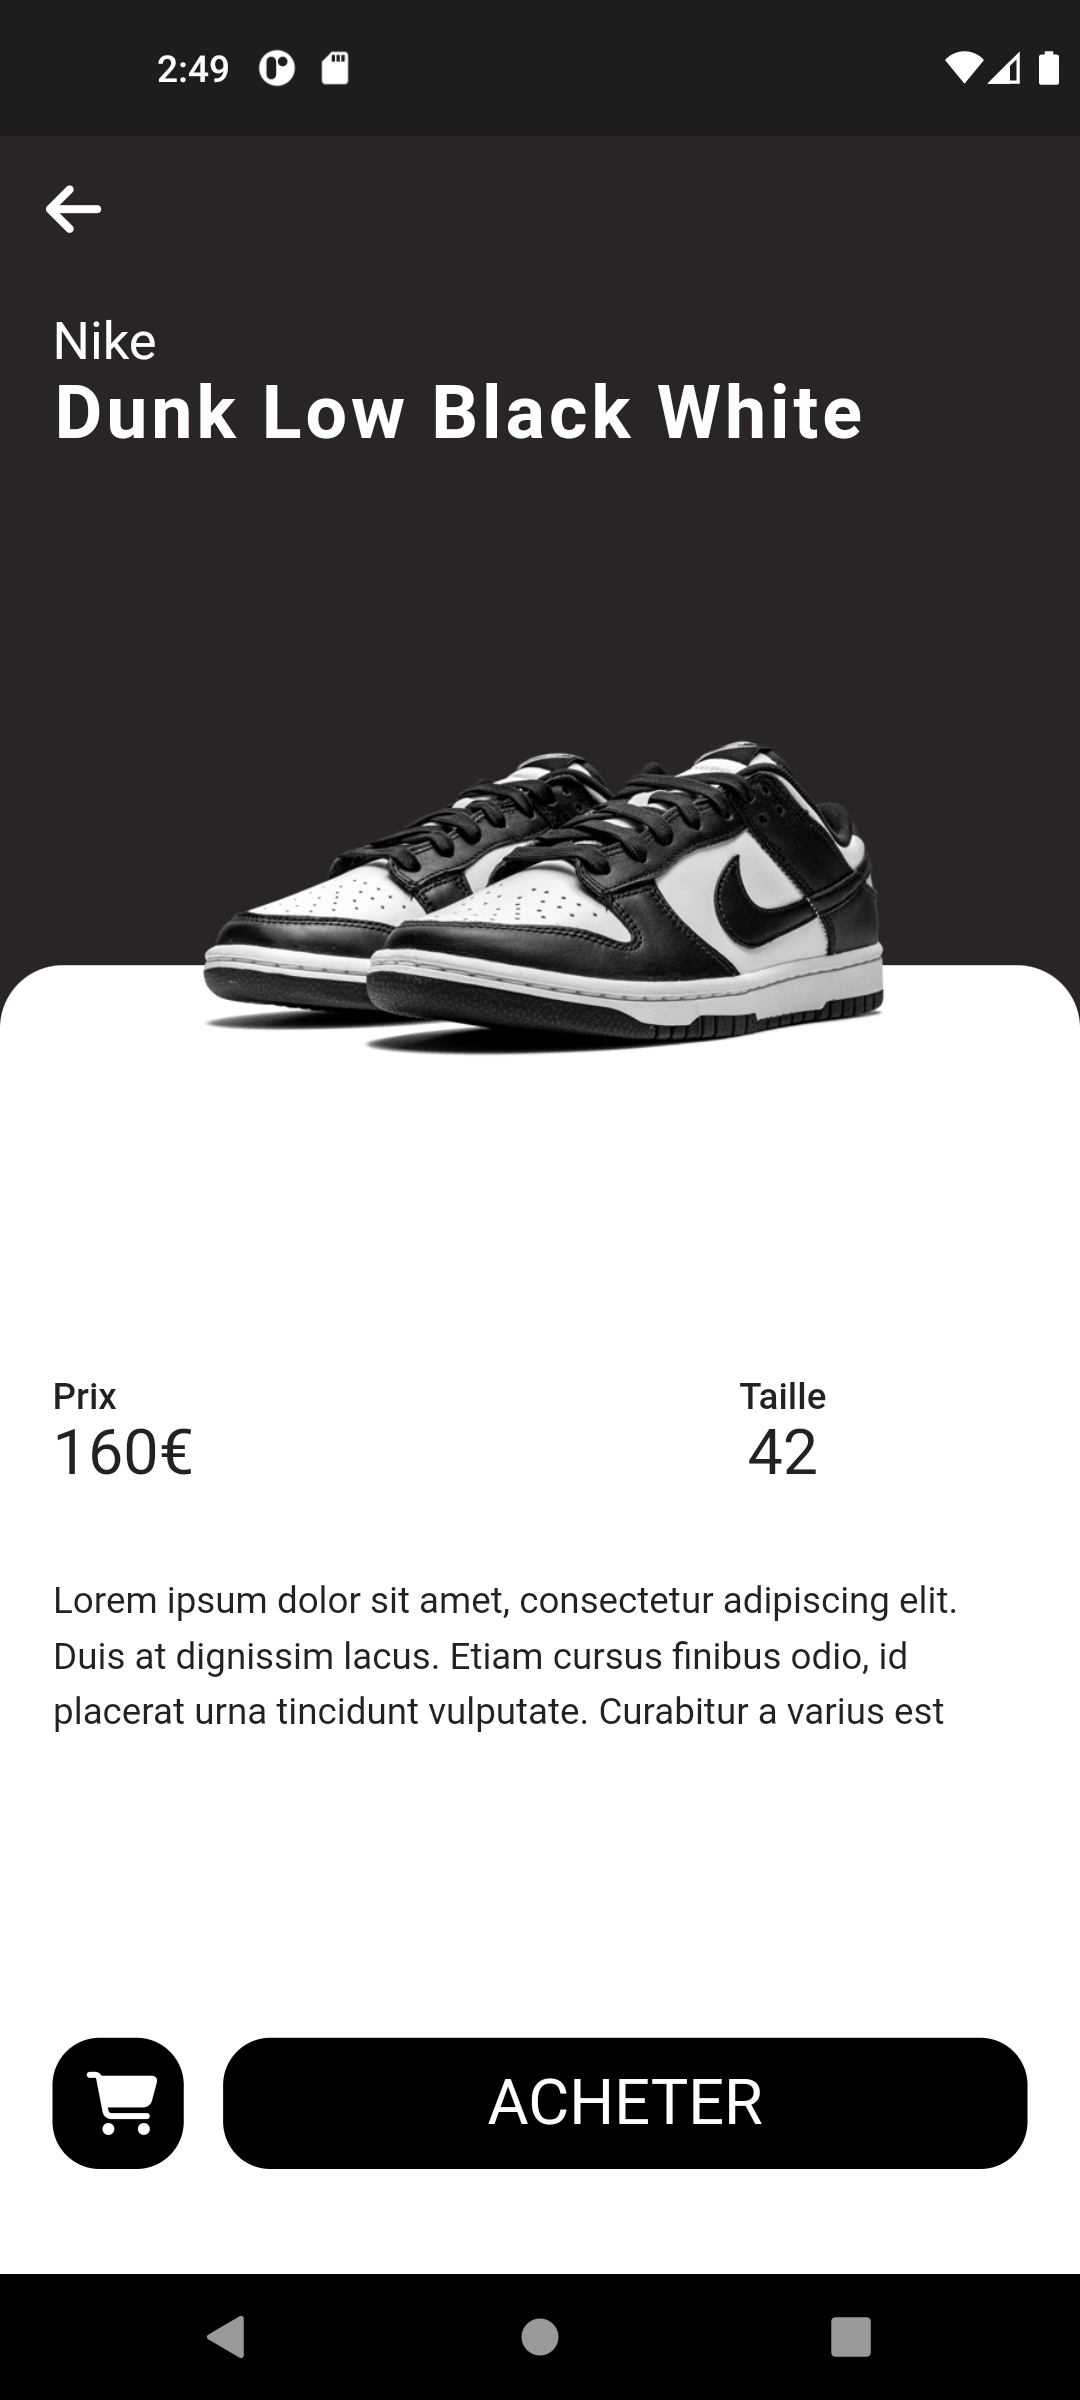 2:49
Nike
Dunk Low Black White
Prix
Taille
160€
42
Lorem ipsum dolor sit amet, consectetur adipiscing elit.
Duis at dignissim lacus. Etiam cursus finibus odio, id
placerat urna tincidunt vulputate. Curabitur a varius est
ACHETER